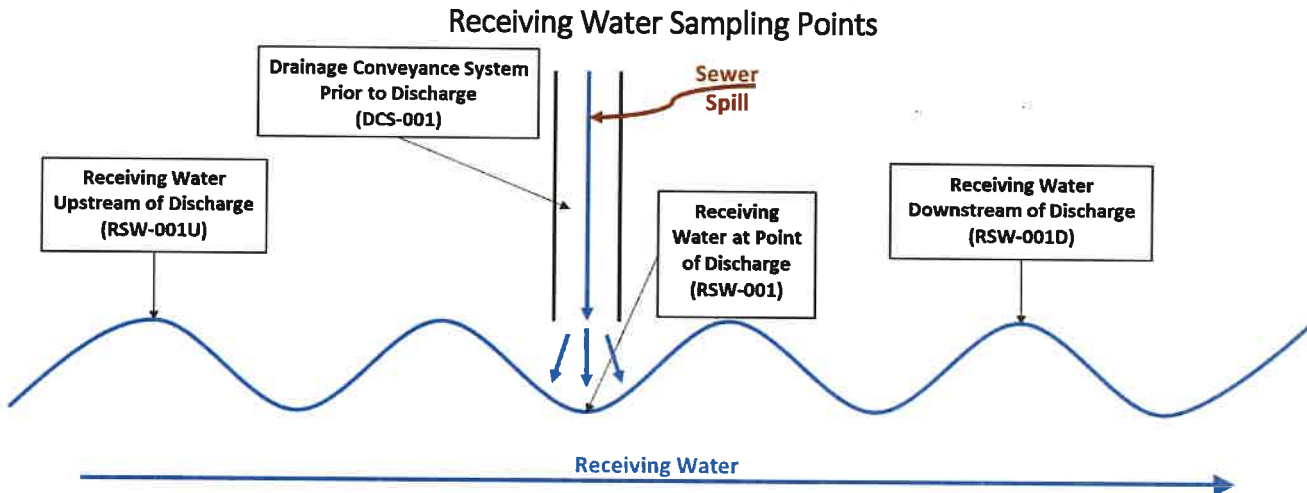 Receiving Water Sampling Points
Drainage Conveyance System
Prior to Discharge
(DCS-001)
Sewer
Spill
Receiving Water
Upstream of Discharge
(RSW-001U)
Receiving
Water at Point
of Discharge
(RSW-001)
Receiving Water
Downstream of Discharge
(RSW-001D)
Receiving Water